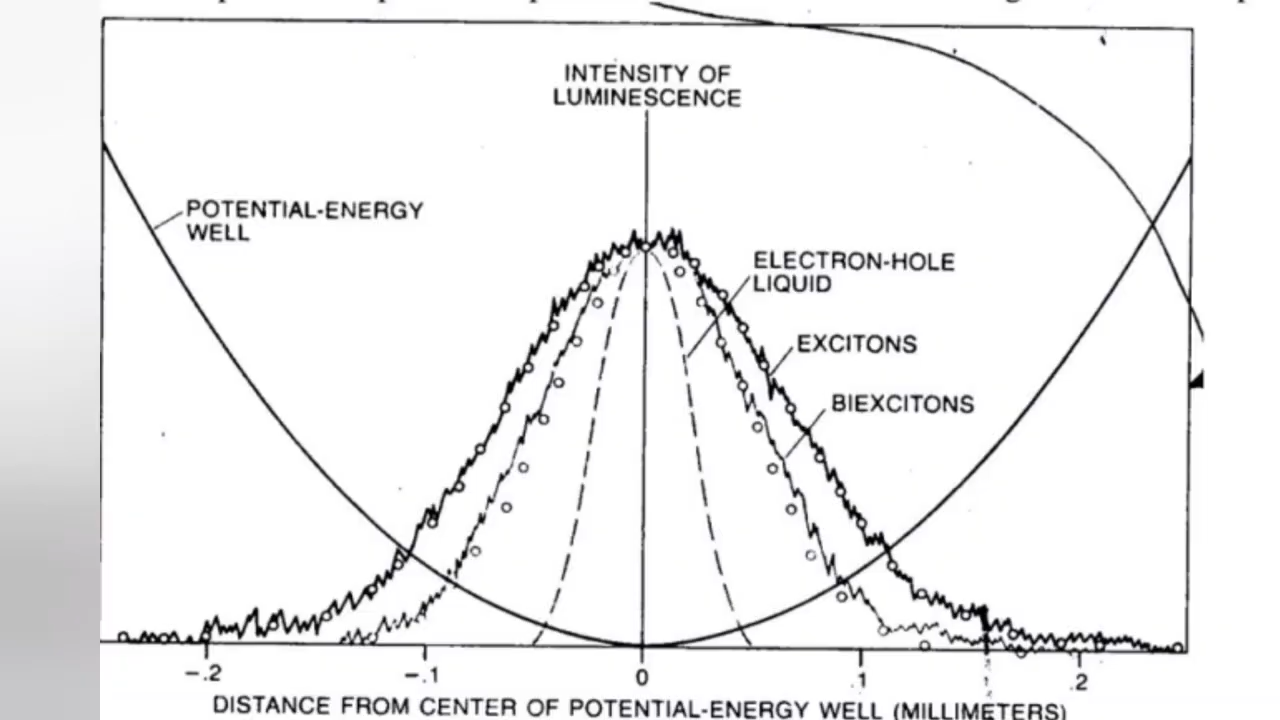 INTENSITY OF
LUMINESCENCE
POTENTIAL-ENERGY
WELL
ELECTRON-HOLE
LIQUID
EXCITONS
BIEXCITONS
-.2 -.1 0 .1 .2
DISTANCE FROM CENTER OF POTENTIAL-ENERGY WELL (MILLIMETERS)